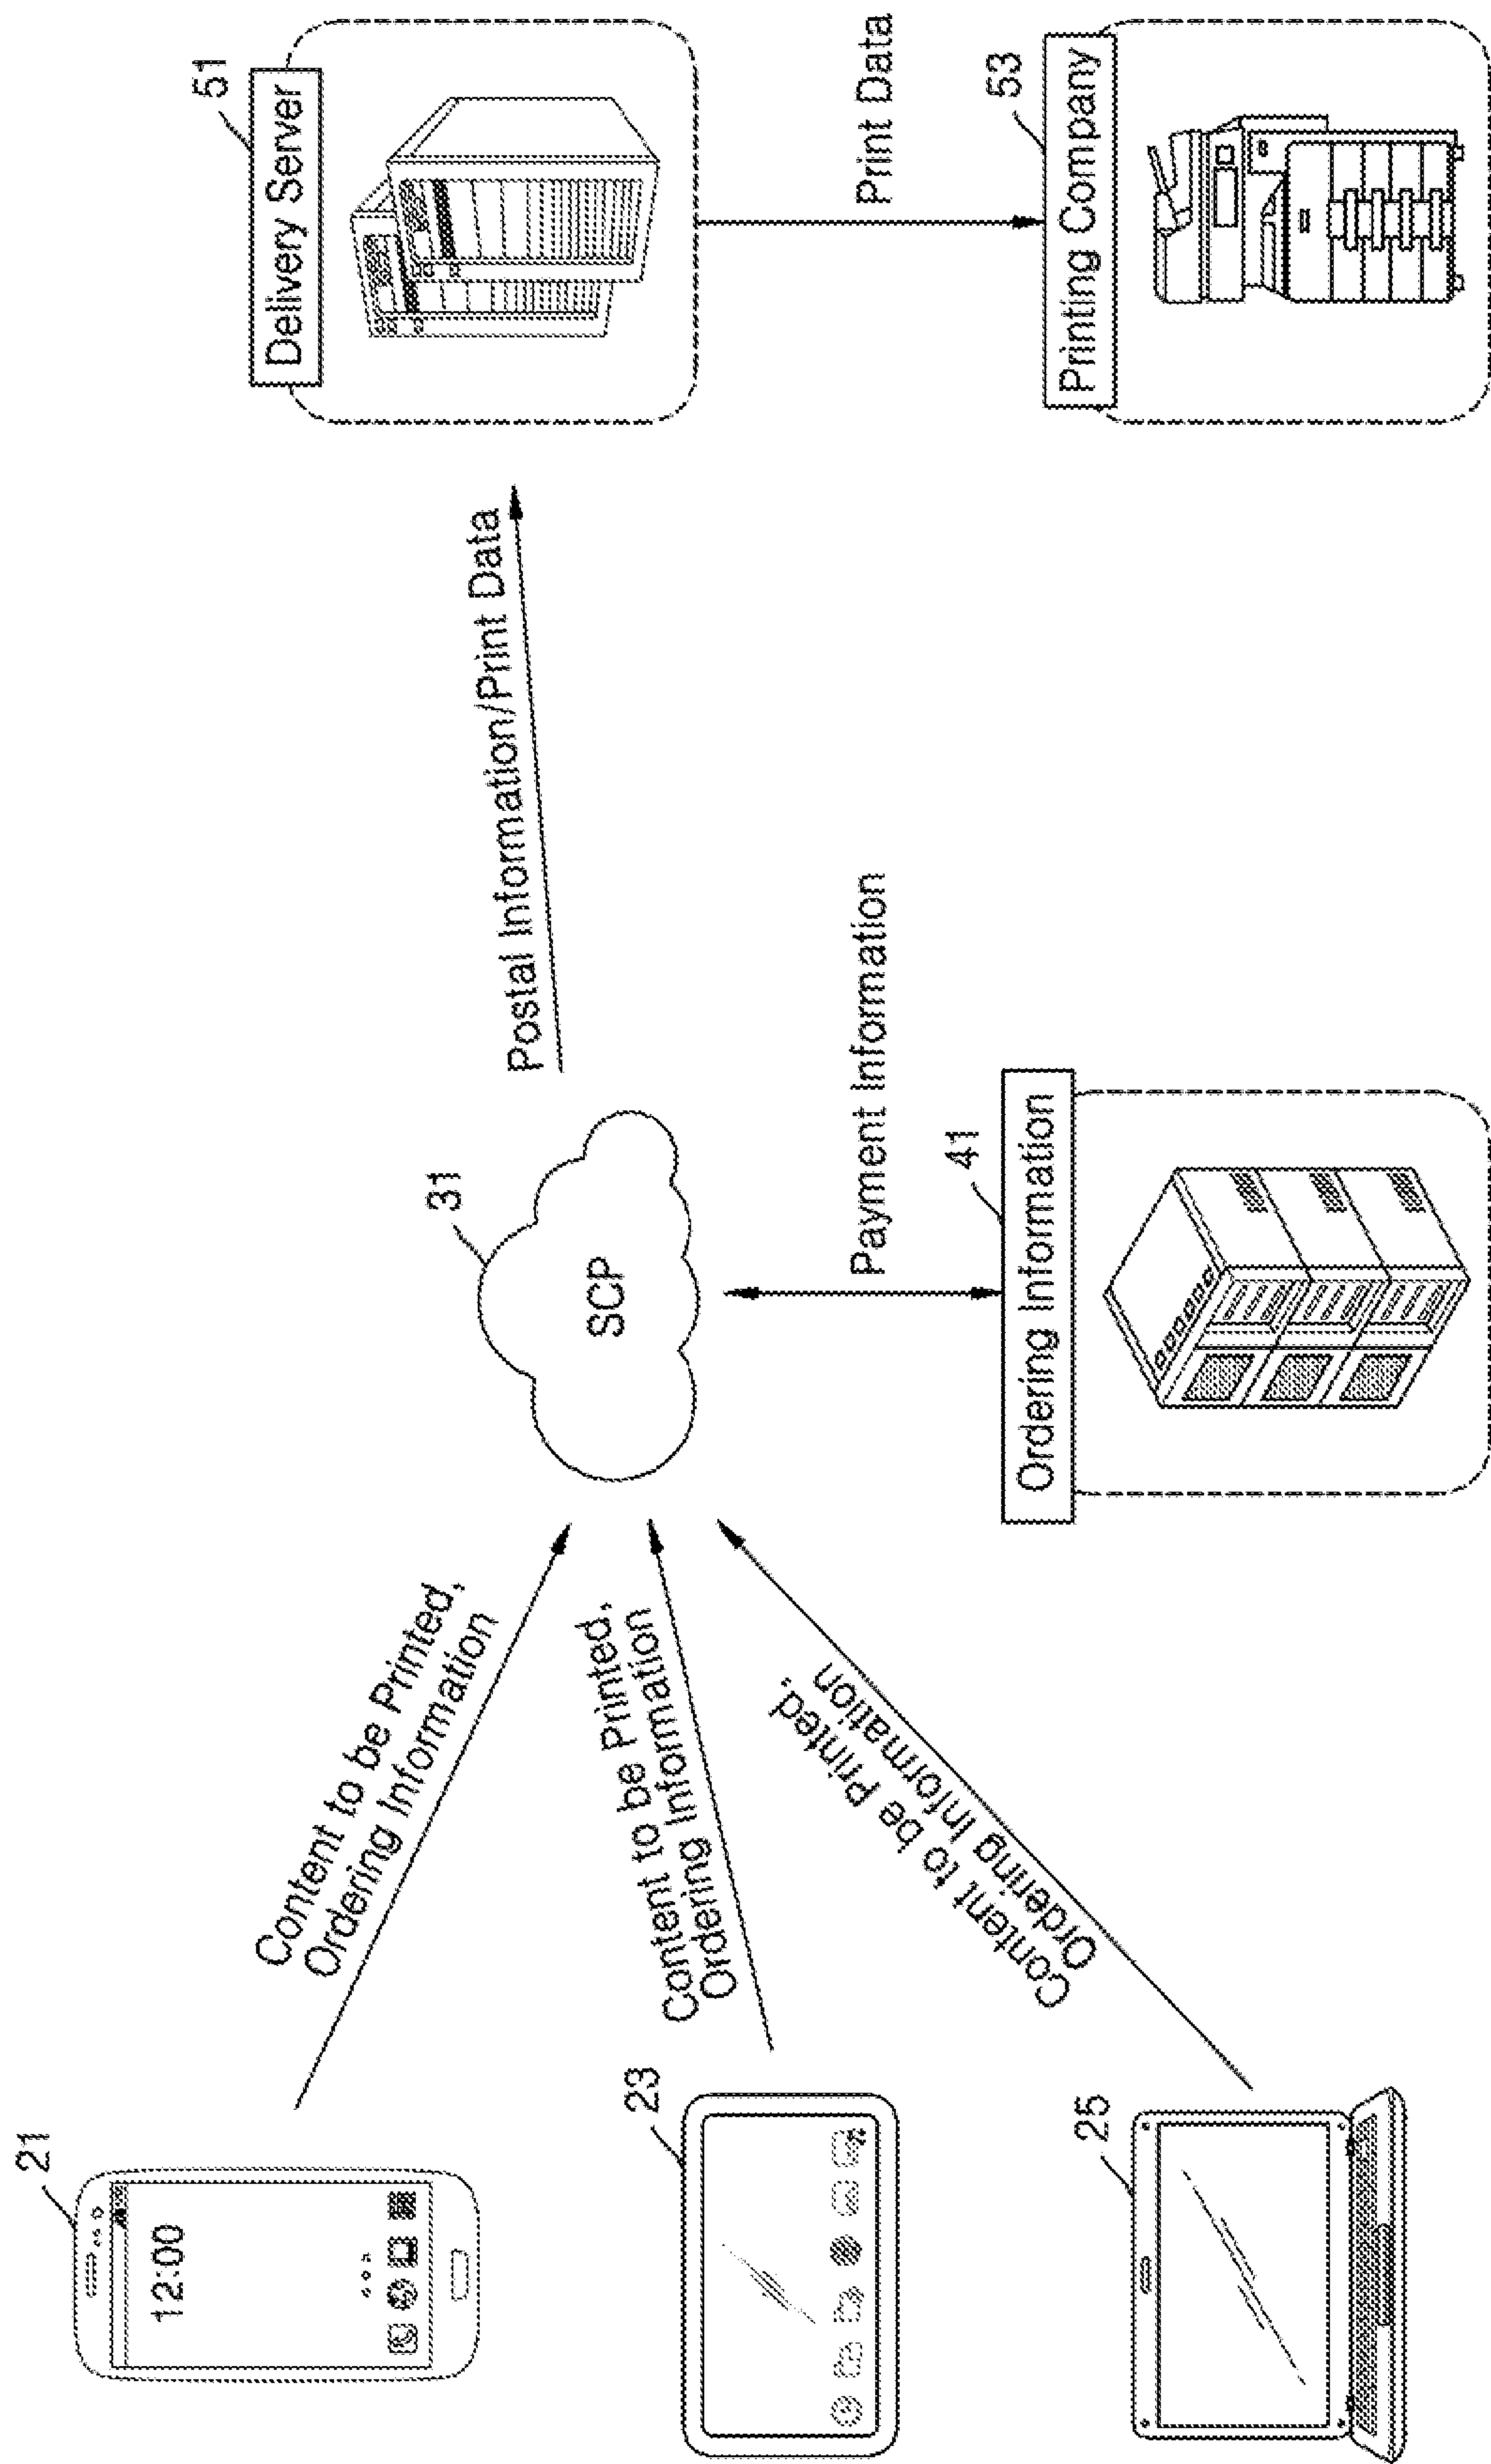 21
12:00
Content to be Printed,
Ordering Information
23
Content to be Printed,
Ordering Information
25
Content to be Printed,
Ordering Information
31
SCP
Payment Information
41
Ordering Information
Postal Information/Print Data
51
Delivery Server
Print Data
53
Printing Company